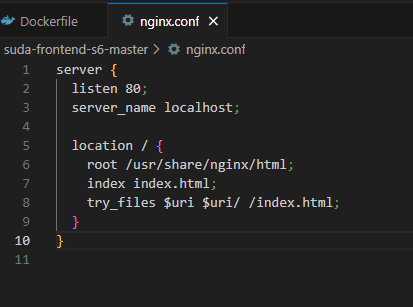 Dockerfile
nginx.conf
suda-frontend-s6-master > nginx.conf
1 server {
2   listen 80;
3   server_name localhost;
4
5   location / {
6     root /usr/share/nginx/html;
7     index index.html;
8     try_files $uri $uri/ /index.html;
9   }
10 }
11